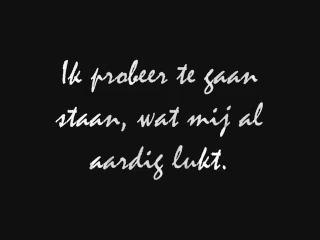 Ik probeer te gaan
staan, wat mij al
aardig lukt.